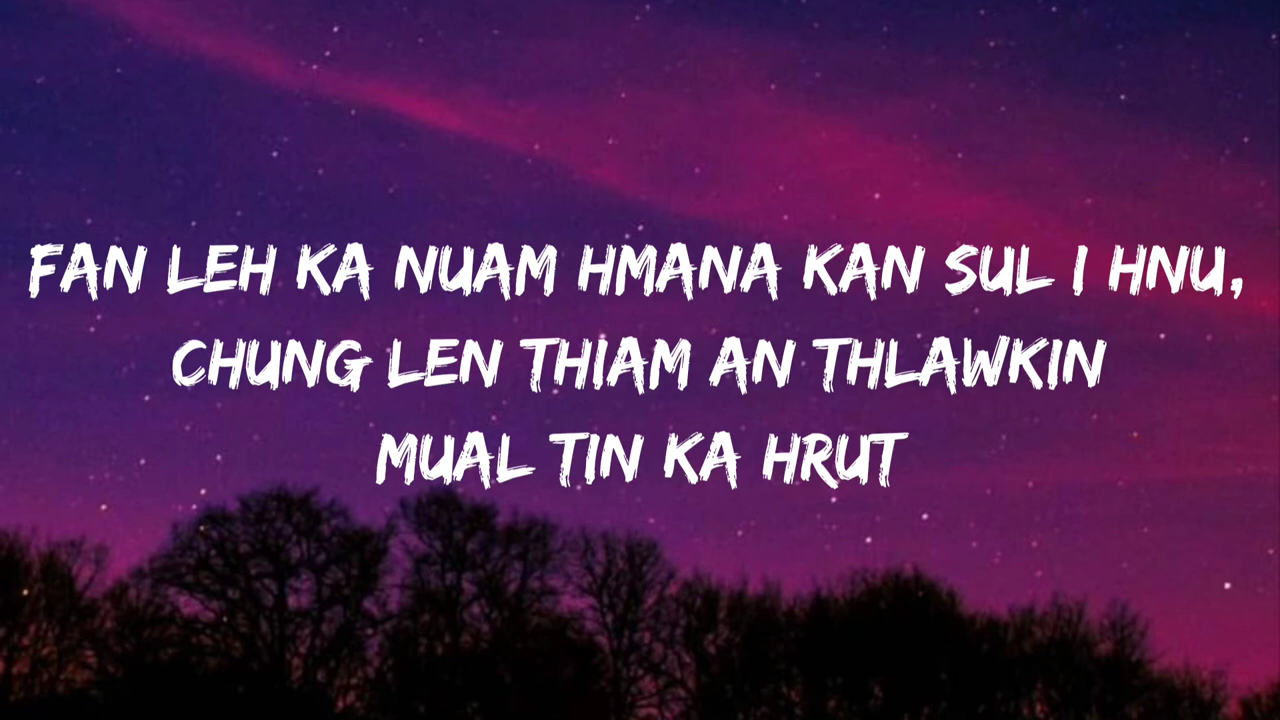 FAN LEH KA NUAM HMANA KAN SUL I HNU,
CHUNG LEN THIAM AN THLAWKIN
MUAL TIN KA HRUT